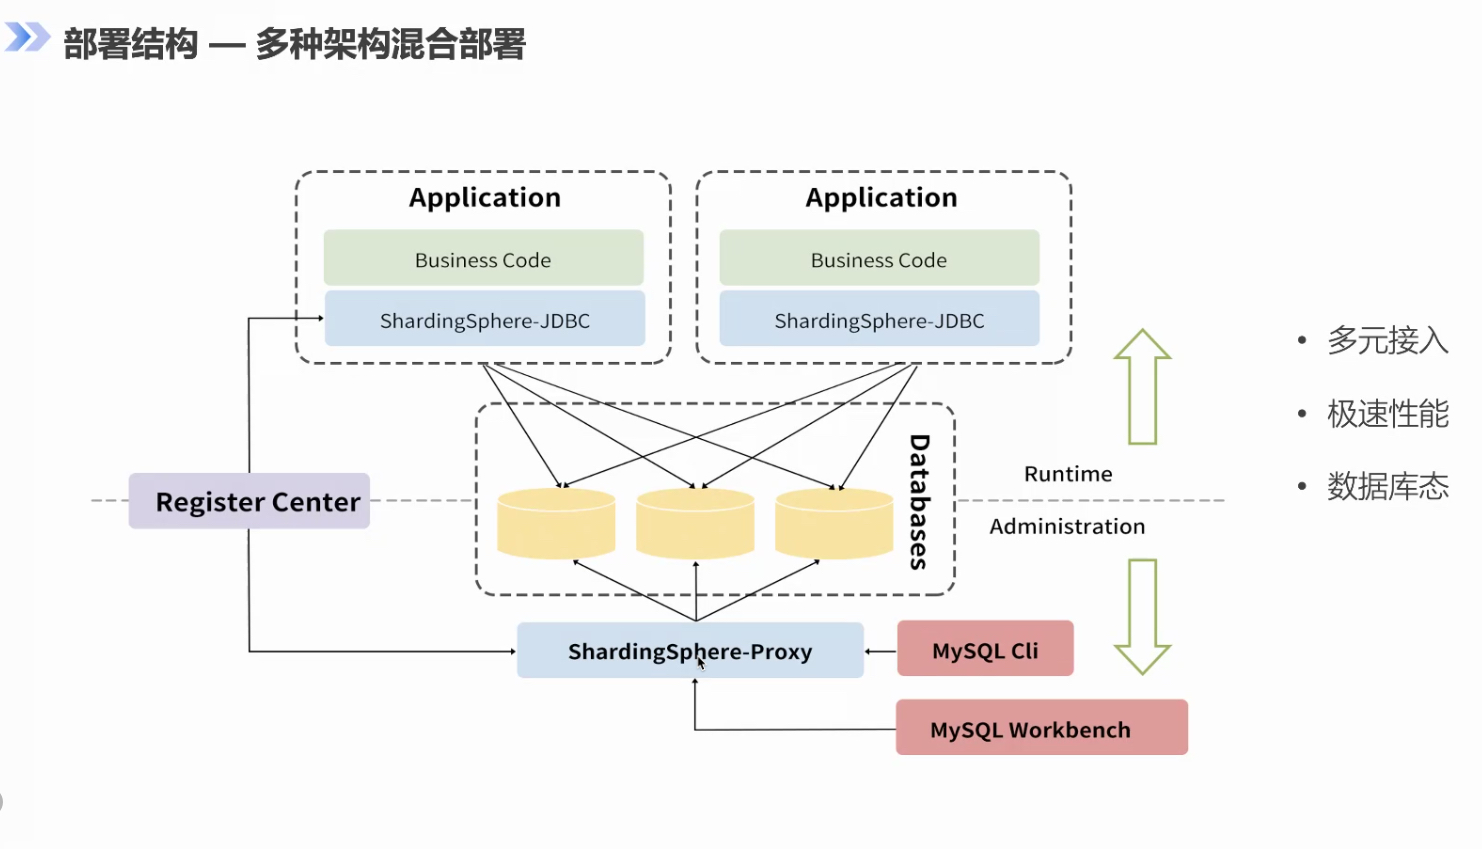 部署结构 — 多种架构混合部署
Application
Business Code
ShardingSphere-JDBC
Application
Business Code
ShardingSphere-JDBC
Register Center
Databases
Runtime
Administration
ShardingSphere-Proxy
MySQL Cli
MySQL Workbench
• 多元接入
• 极速性能
• 数据库态